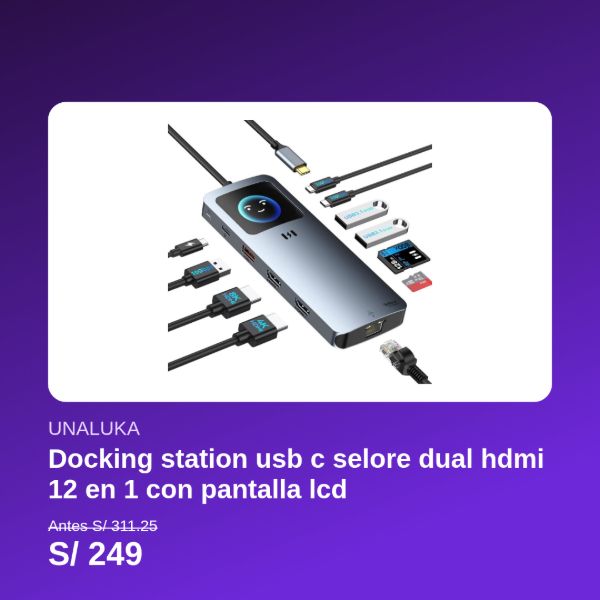 UNALUKA
Docking station usb c selore dual hdmi
12 en 1 con pantalla lcd
Antes S/ 311.25
S/ 249